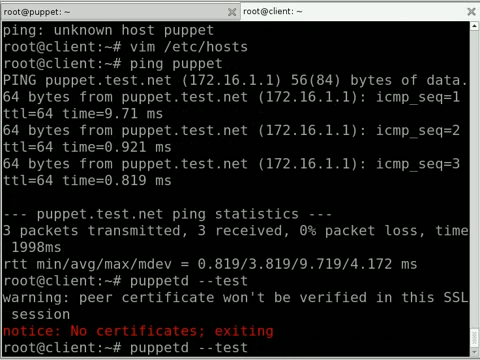 root@puppet: ~
root@client: ~
ping: unknown host puppet
root@client:~# vim /etc/hosts
root@client:~# ping puppet
PING puppet.test.net (172.16.1.1) 56(84) bytes of data.
64 bytes from puppet.test.net (172.16.1.1): icmp_seq=1
ttl=64 time=9.71 ms
64 bytes from puppet.test.net (172.16.1.1): icmp_seq=2
ttl=64 time=0.921 ms
64 bytes from puppet.test.net (172.16.1.1): icmp_seq=3
ttl=64 time=0.819 ms
--- puppet.test.net ping statistics ---
3 packets transmitted, 3 received, 0% packet loss, time
1998ms
rtt min/avg/max/mdev = 0.819/3.819/9.719/4.172 ms
root@client:~# puppetd --test
warning: peer certificate won't be verified in this SSL
session
notice: No certificates; exiting
root@client:~# puppetd --test